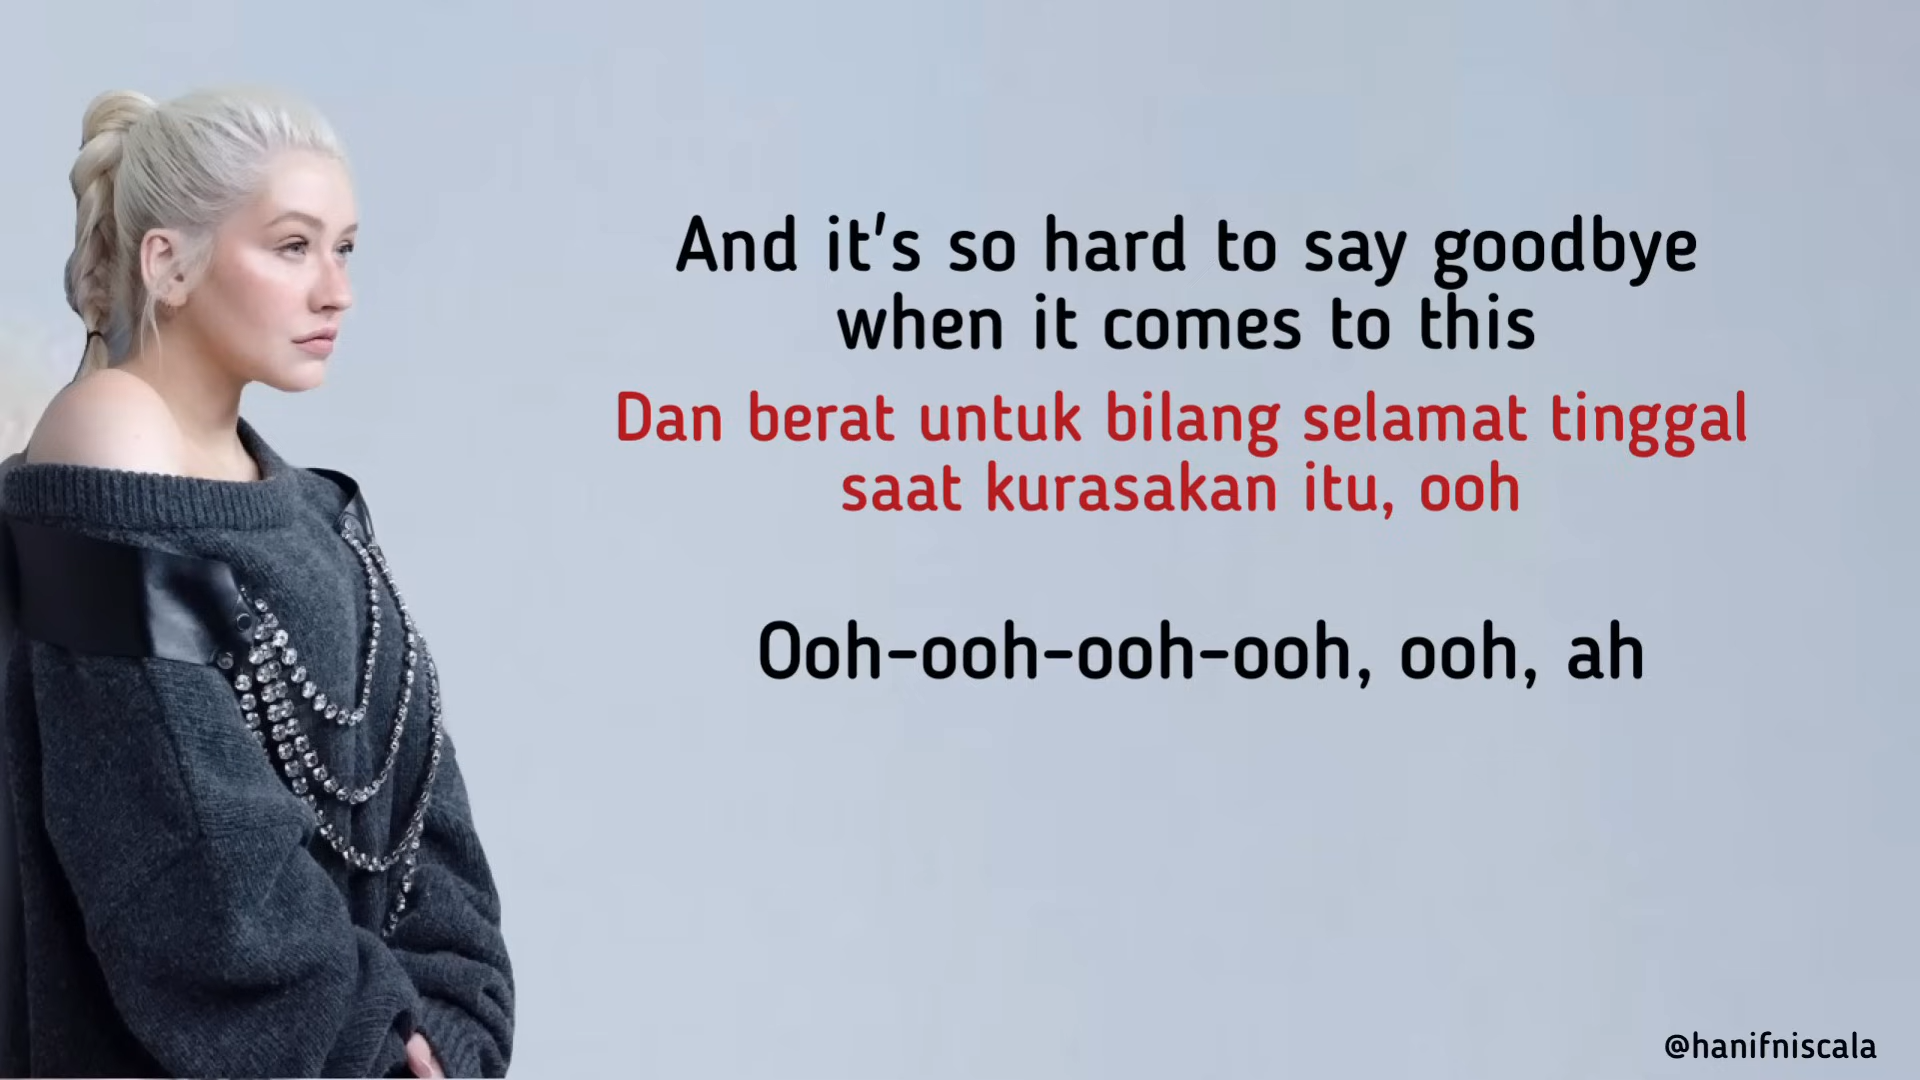 And it's so hard to say goodbye
when it comes to this
Dan berat untuk bilang selamat tinggal
saat kurasakan itu, ooh
Ooh-ooh-ooh-ooh, ooh, ah
@hanifniscala